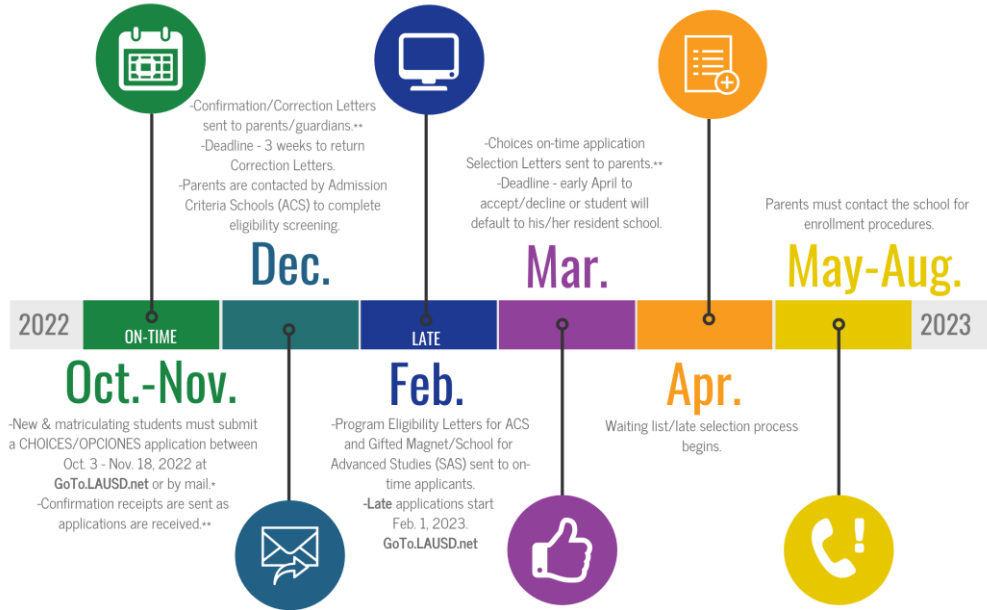 -Confirmation/Correction Letters
sent to parents/guardians.**
-Deadline - 3 weeks to return
Correction Letters.
-Parents are contacted by Admission
Criteria Schools (ACS) to complete
eligibility screening.
Dec.
-Choices on-time application
Selection Letters sent to parents.**
-Deadline - early April to
accept/decline or student will
default to his/her resident school.
Mar.
Parents must contact the school for
enrollment procedures.
May-Aug.
2022
ON-TIME
LATE
2023
Oct.-Nov.
-New & matriculating students must submit
a CHOICES/OPCIONES application between
Oct. 3 - Nov. 18, 2022 at
GoTo.LAUSD.net or by mail.*
-Confirmation receipts are sent as
applications are received.**
Feb.
-Program Eligibility Letters for ACS
and Gifted Magnet/School for
Advanced Studies (SAS) sent to on-
time applicants.
-Late applications start
Feb. 1, 2023.
GoTo.LAUSD.net
Apr.
Waiting list/late selection process
begins.